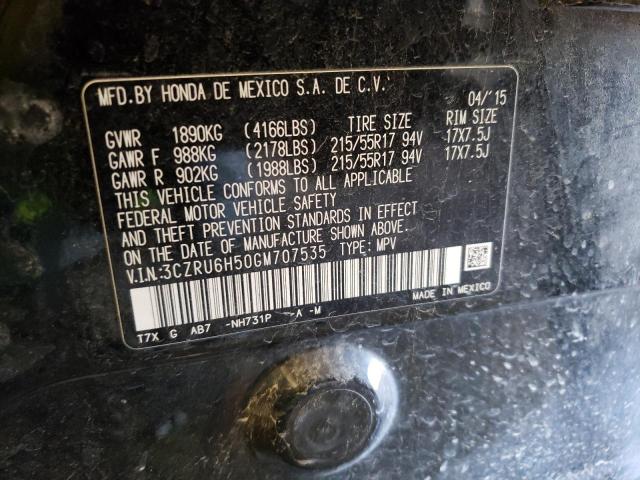 MFD.BY HONDA DE MEXICO S.A. DE C.V. 04/'15
GVWR 1890KG (4166LBS) TIRE SIZE RIM SIZE
GAWR F 988KG (2178LBS) 215/55R17 94V 17X7.5J
GAWR R 902KG (1988LBS) 215/55R17 94V 17X7.5J
THIS VEHICLE CONFORMS TO ALL APPLICABLE
FEDERAL MOTOR VEHICLE SAFETY
AND THEFT PREVENTION STANDARDS IN EFFECT
ON THE DATE OF MANUFACTURE SHOWN ABOVE.
V.I.N.:3CZRU6H50GM707535 TYPE: MPV
T7X G AB7 -NH731P -A -M
MADE IN MEXICO